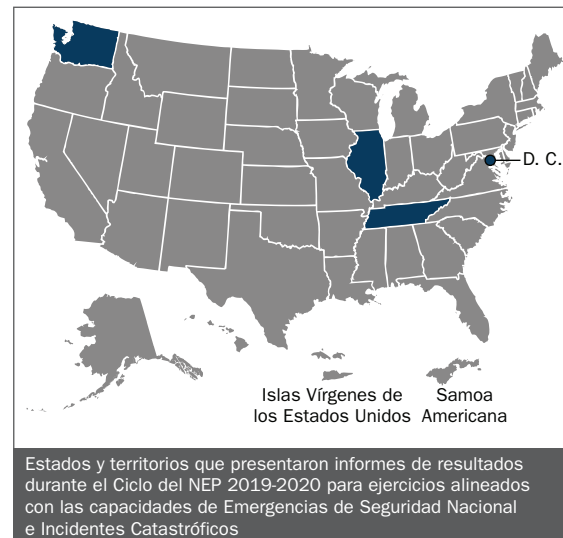 D. C.
Islas Vírgenes de
los Estados Unidos
Samoa
Americana
Estados y territorios que presentaron informes de resultados
durante el Ciclo del NEP 2019-2020 para ejercicios alineados
con las capacidades de Emergencias de Seguridad Nacional
e Incidentes Catastróficos